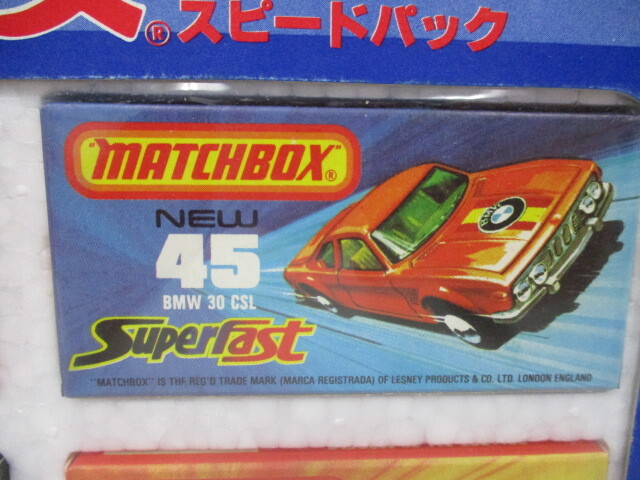 ® スピードパック
"MATCHBOX"®
NEW
45
BMW 30 CSL
Superfast
BMW
"MATCHBOX" IS THE REG'D TRADE MARK (MARCA REGISTRADA) OF LESNEY PRODUCTS & CO. LTD. LONDON ENGLAND